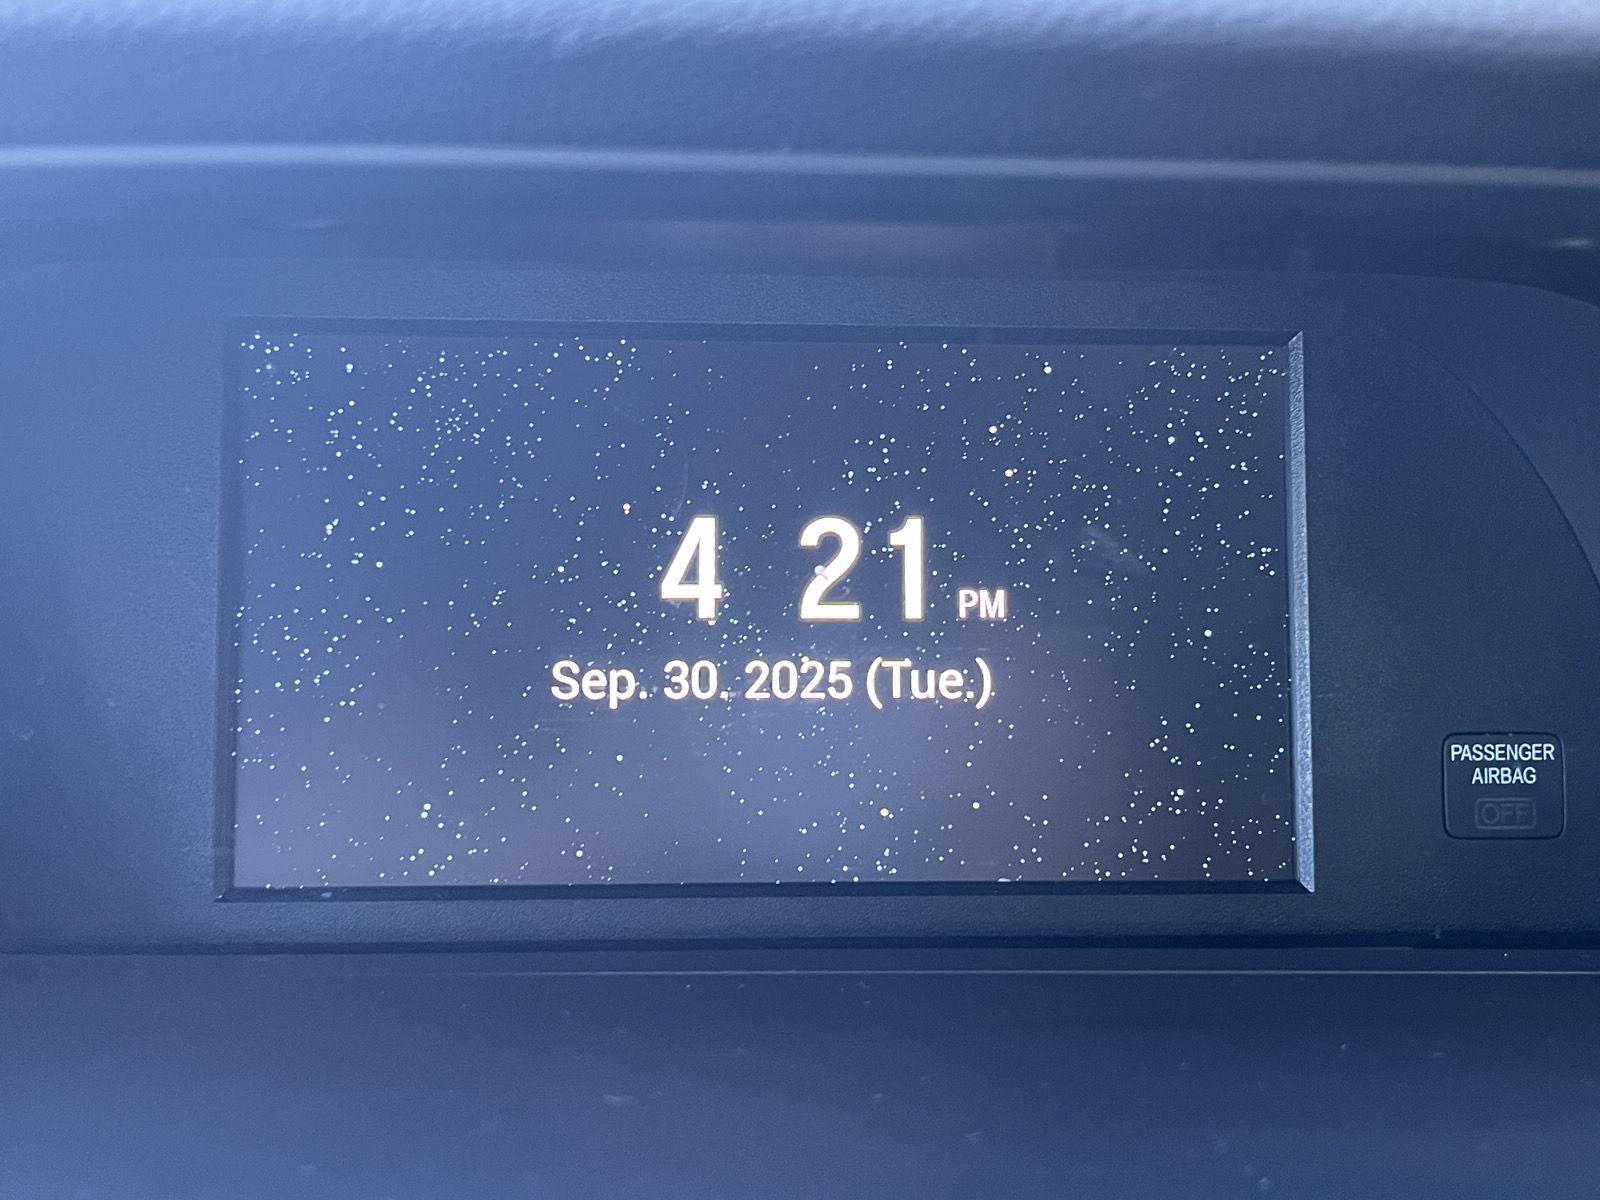 4 21 PM
Sep. 30. 2025 (Tue.)
PASSENGER
AIRBAG
OFF